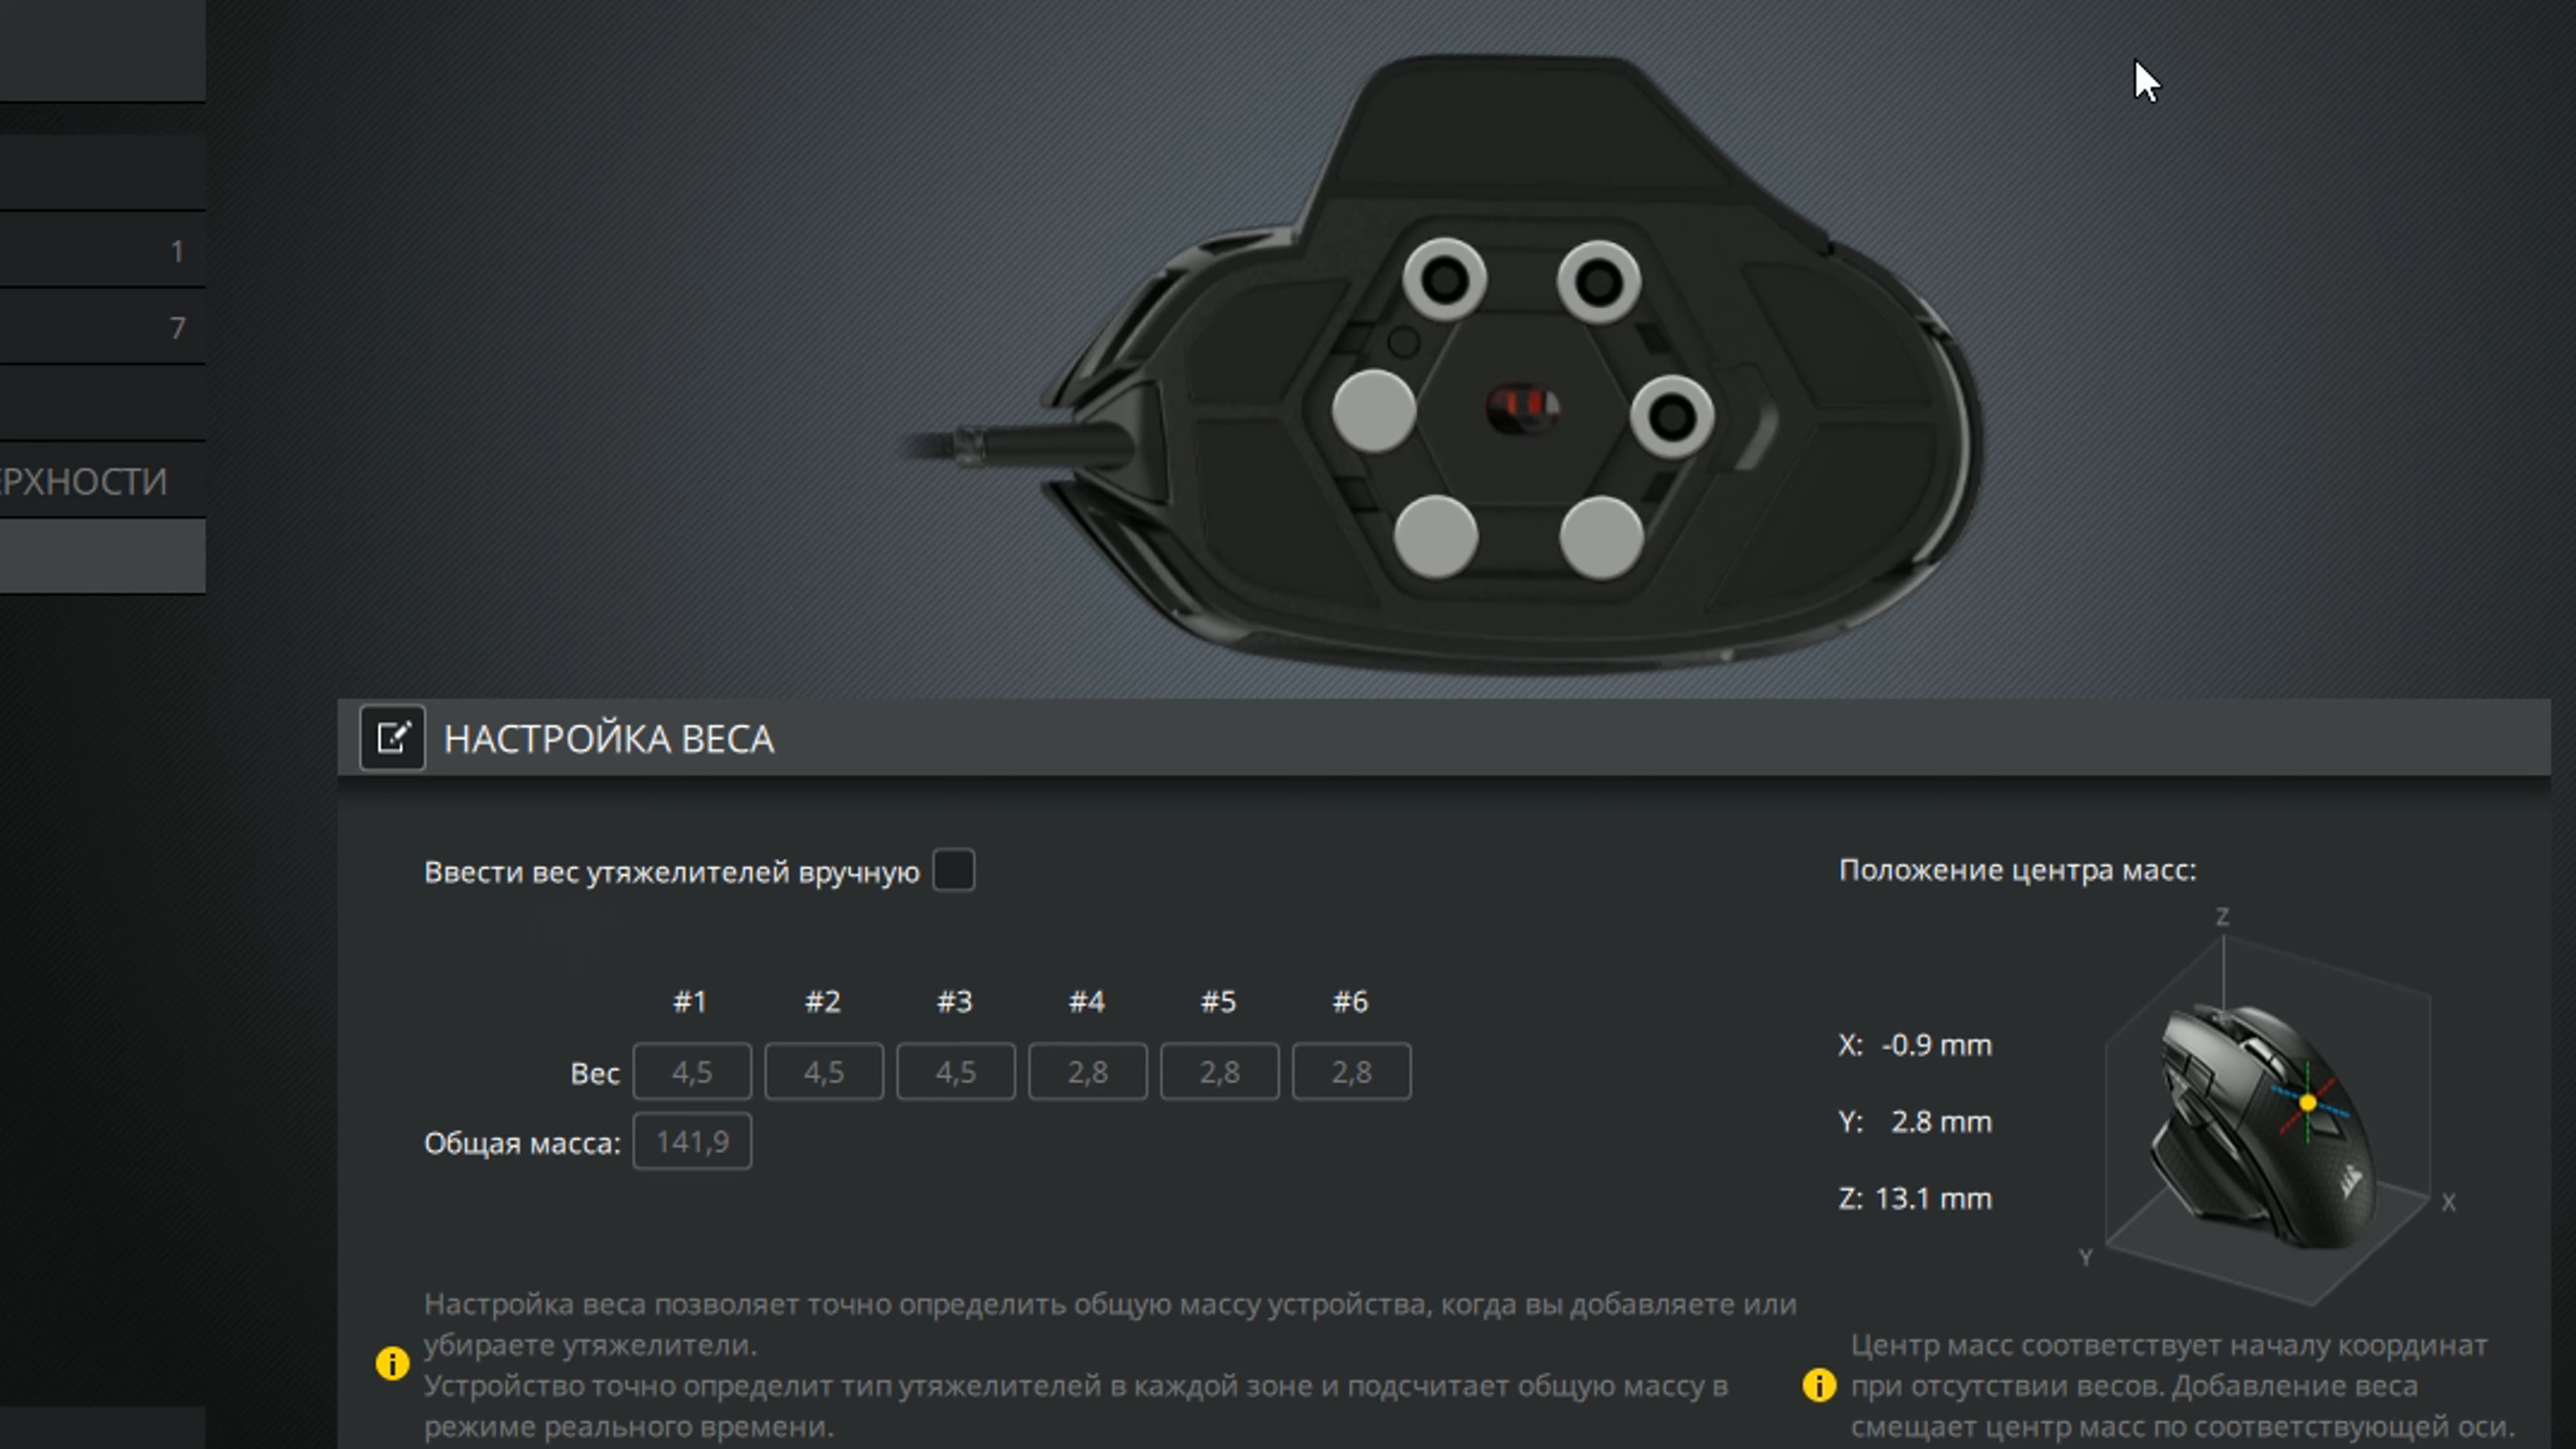 1
7
ЕРХНОСТИ
НАСТРОЙКА ВЕСА
Ввести вес утяжелителей вручную
#1 #2 #3 #4 #5 #6
Вес 4,5 4,5 4,5 2,8 2,8 2,8
Общая масса: 141,9
Настройка веса позволяет точно определить общую массу устройства, когда вы добавляете или
убираете утяжелители.
Устройство точно определит тип утяжелителей в каждой зоне и подсчитает общую массу в
режиме реального времени.
Положение центра масс:
Z
X: -0.9 mm
Y: 2.8 mm
Z: 13.1 mm
X
Y
Центр масс соответствует началу координат
при отсутствии весов. Добавление веса
смещает центр масс по соответствующей оси.